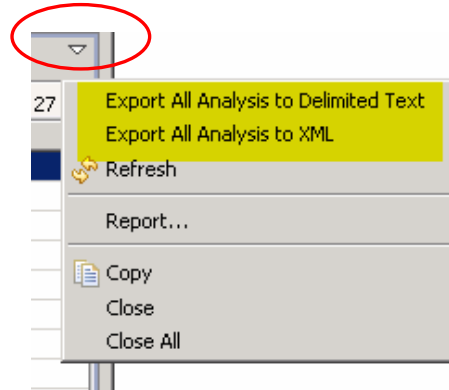 27
Export All Analysis to Delimited Text
Export All Analysis to XML
Refresh
Report...
Copy
Close
Close All